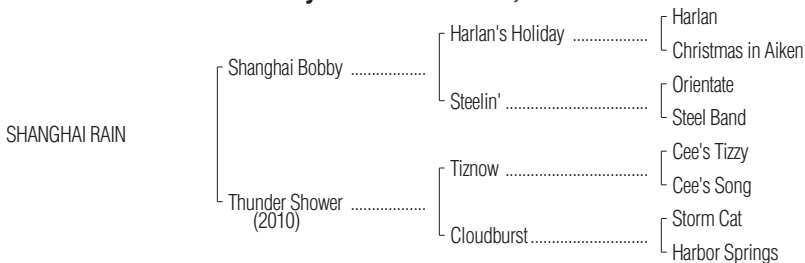 Harlan
Harlan's Holiday ..................
Christmas in Aiken
Shanghai Bobby ..................
Orientate
Steelin' ..................................
Steel Band
SHANGHAI RAIN
Cee's Tizzy
Tiznow ..................................
Cee's Song
Thunder Shower ..................
(2010)
Storm Cat
Cloudburst............................
Harbor Springs